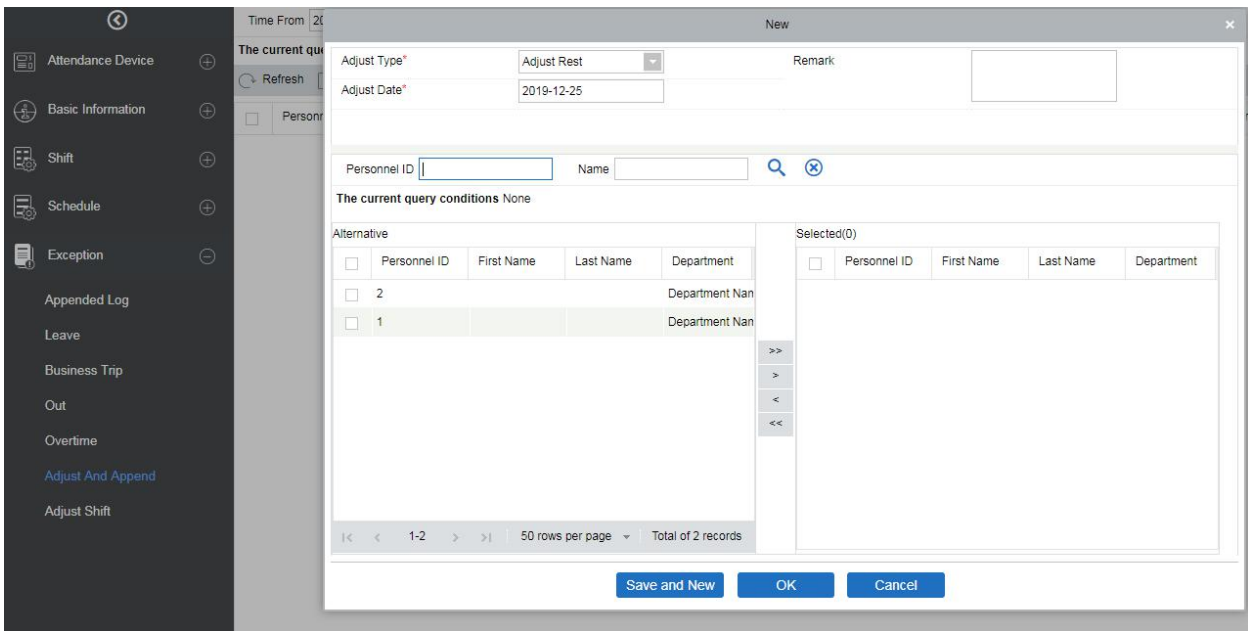 Attendance Device
Basic Information
Shift
Schedule
Exception
Appended Log
Leave
Business Trip
Out
Overtime
Adjust And Append
Adjust Shift
Time From 20
The current que
Refresh
Personn
New
Adjust Type* Adjust Rest Remark
Adjust Date* 2019-12-25
Personnel ID Name
The current query conditions None
Alternative
Personnel ID First Name Last Name Department
2 Department Nan
1 Department Nan
>>
>
<
<<
Selected(0)
Personnel ID First Name Last Name Department
|< < 1-2 > >| 50 rows per page Total of 2 records
Save and New OK Cancel